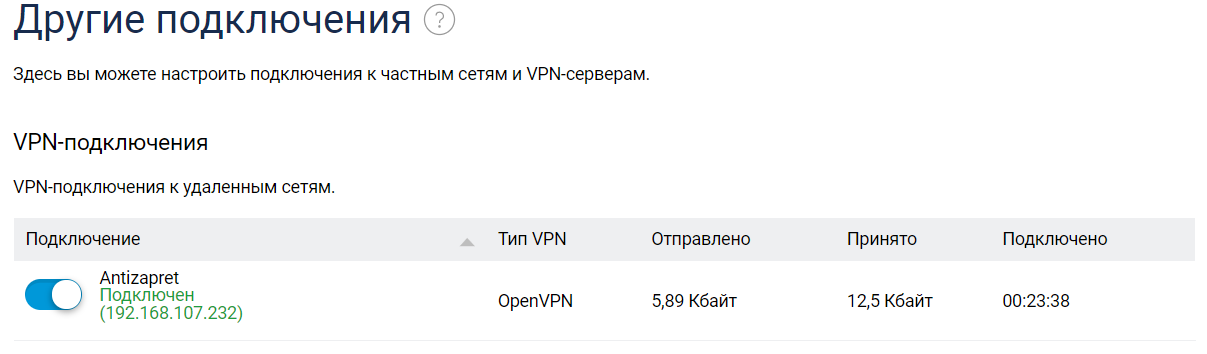 Другие подключения ?
Здесь вы можете настроить подключения к частным сетям и VPN-серверам.
VPN-подключения
VPN-подключения к удаленным сетям.
Подключение Тип VPN Отправлено Принято Подключено
Antizapret
Подключен
(192.168.107.232)
OpenVPN 5,89 Кбайт 12,5 Кбайт 00:23:38